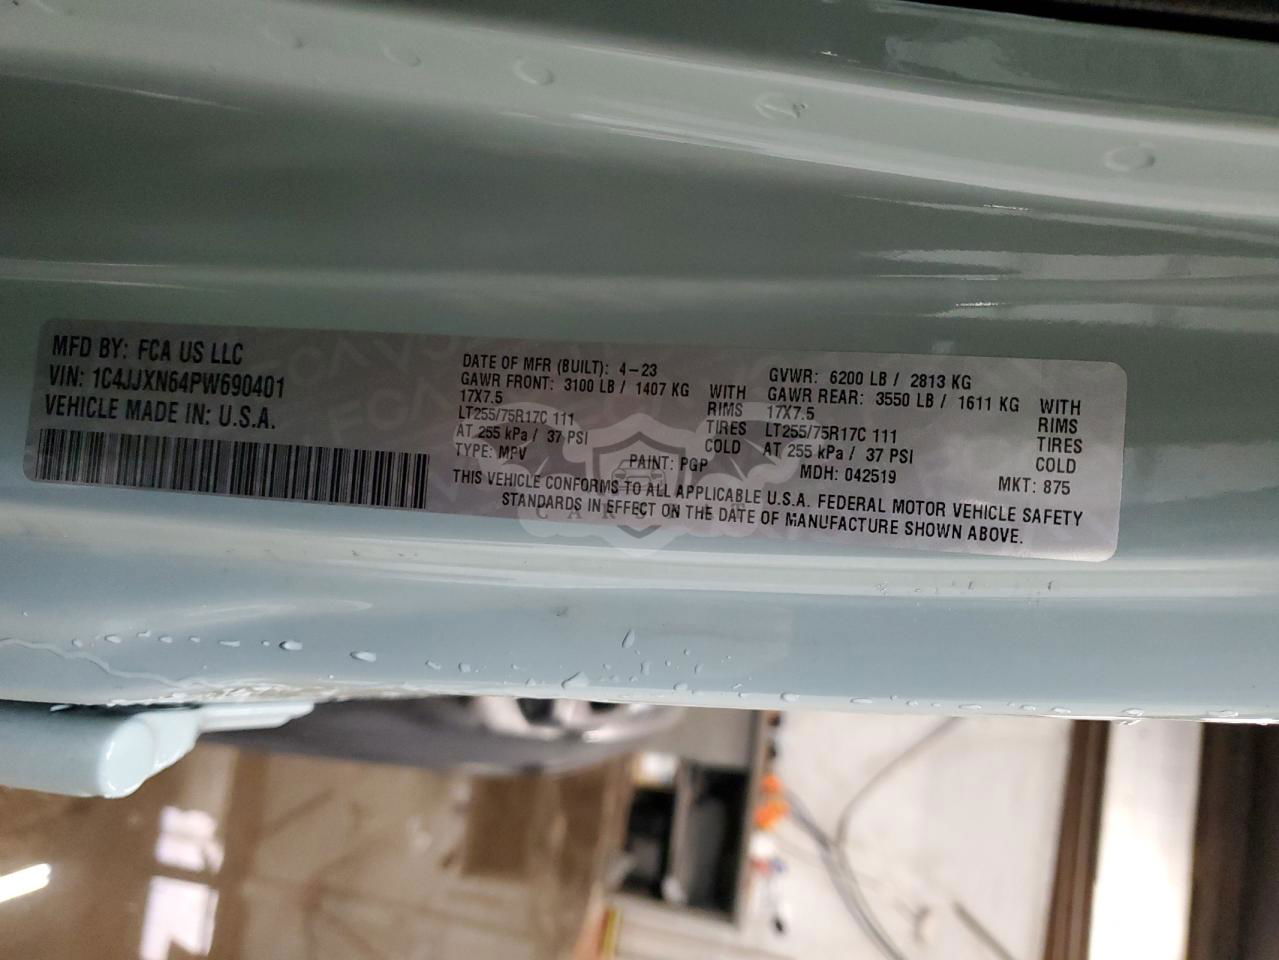 MFD BY: FCA US LLC
VIN: 1C4JJXN64PW690401
VEHICLE MADE IN: U.S.A.
DATE OF MFR (BUILT): 4-23
GAWR FRONT: 3100 LB / 1407 KG WITH
17X7.5 RIMS
LT255/75R17C 111 TIRES
AT 255 kPa / 37 PSI COLD
TYPE: MPV PAINT: PGP
GVWR: 6200 LB / 2813 KG
GAWR REAR: 3550 LB / 1611 KG WITH
17X7.5 RIMS
LT255/75R17C 111 TIRES
AT 255 kPa / 37 PSI COLD
MDH: 042519 MKT: 875
THIS VEHICLE CONFORMS TO ALL APPLICABLE U.S.A. FEDERAL MOTOR VEHICLE SAFETY
STANDARDS IN EFFECT ON THE DATE OF MANUFACTURE SHOWN ABOVE.